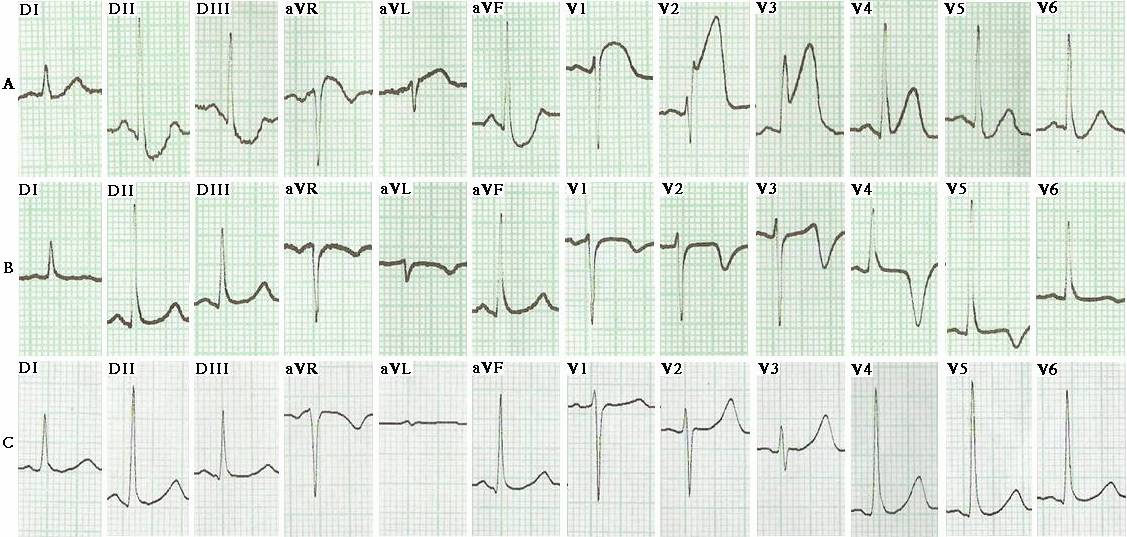 DI DII DIII aVR aVL aVF V1 V2 V3 V4 V5 V6
A
DI DII DIII aVR aVL aVF V1 V2 V3 V4 V5 V6
B
DI DII DIII aVR aVL aVF V1 V2 V3 V4 V5 V6
C